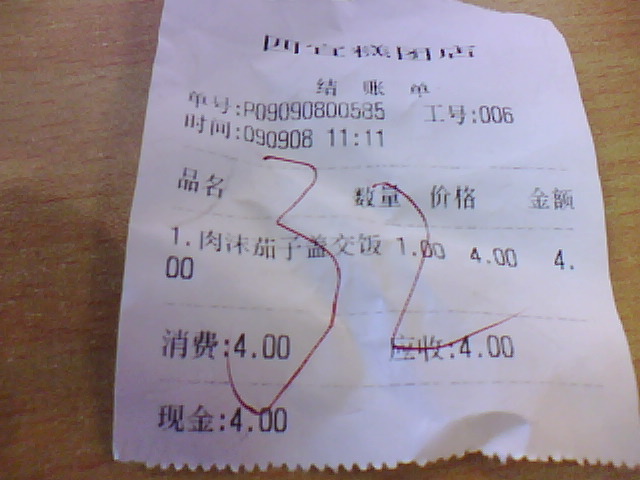 结账单
单号:P09090800585 工号:006
时间:090908 11:11
品名 数量 价格 金额
1.肉沫茄子盖交饭 1.00 4.00 4.
00
消费:4.00 应收:4.00
现金:4.00
32